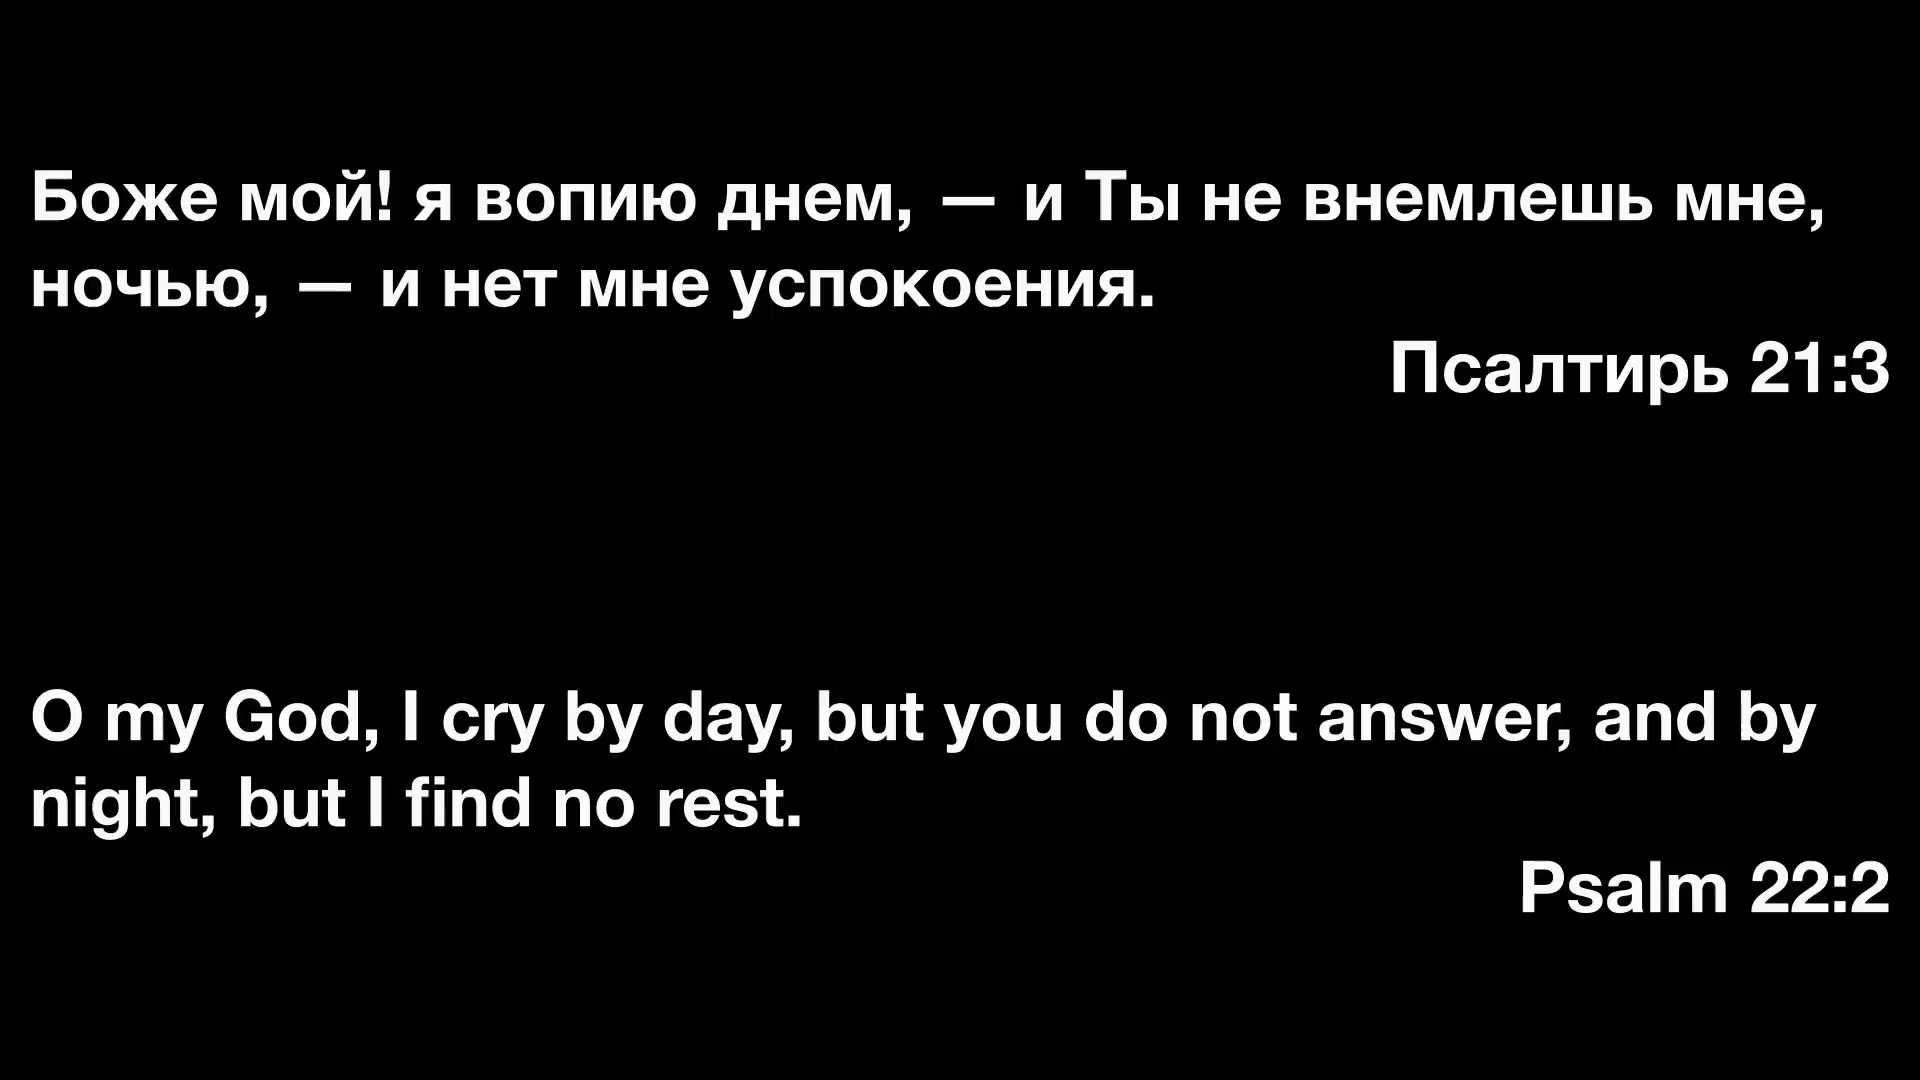 Боже мой! я вопию днем, — и Ты не внемлешь мне,
ночью, — и нет мне успокоения.
Псалтирь 21:3
O my God, I cry by day, but you do not answer, and by
night, but I find no rest.
Psalm 22:2